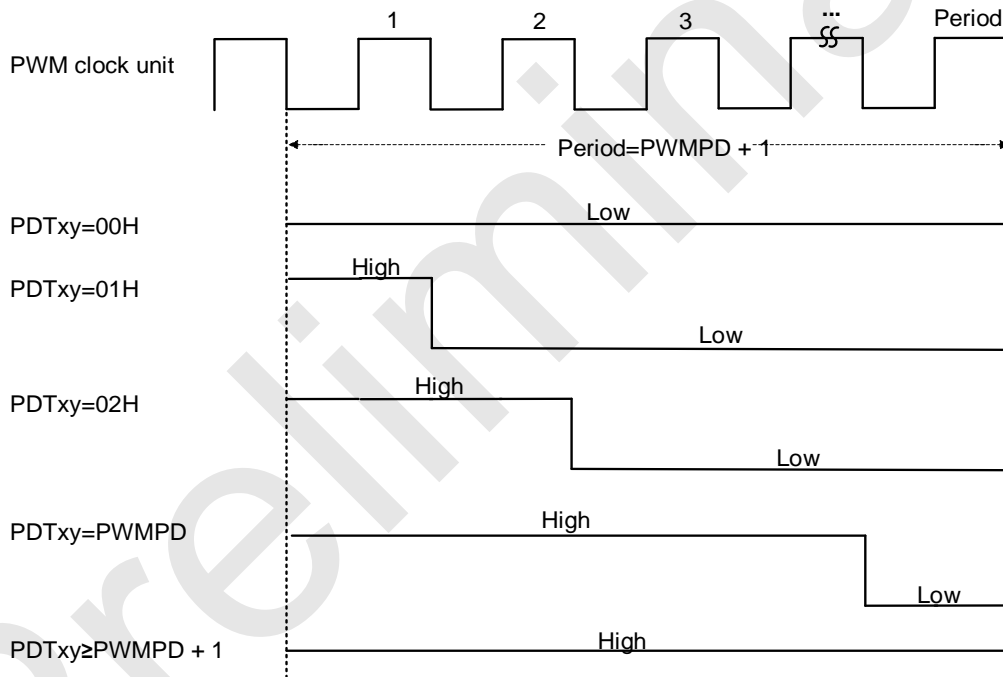 1 2 3 ... Period
PWM clock unit
Period=PWMPD + 1
PDTxy=00H
Low
PDTxy=01H
High
Low
PDTxy=02H
High
Low
PDTxy=PWMPD
High
Low
PDTxy≥PWMPD + 1
High
Prelimina